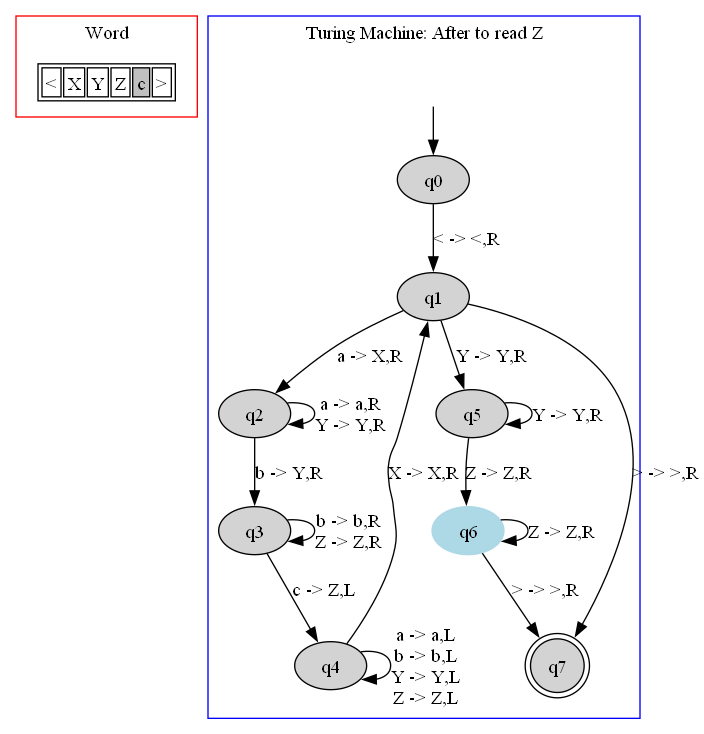 Word
< X Y Z c >
Turing Machine: After to read Z
q0
< -> <,R
q1
a -> X,R
Y -> Y,R
q2
a -> a,R
Y -> Y,R
q5
Y -> Y,R
b -> Y,R
X -> X,R
Z -> Z,R
> -> >,R
q3
b -> b,R
Z -> Z,R
q6
Z -> Z,R
c -> Z,L
> -> >,R
q4
a -> a,L
b -> b,L
Y -> Y,L
Z -> Z,L
q7